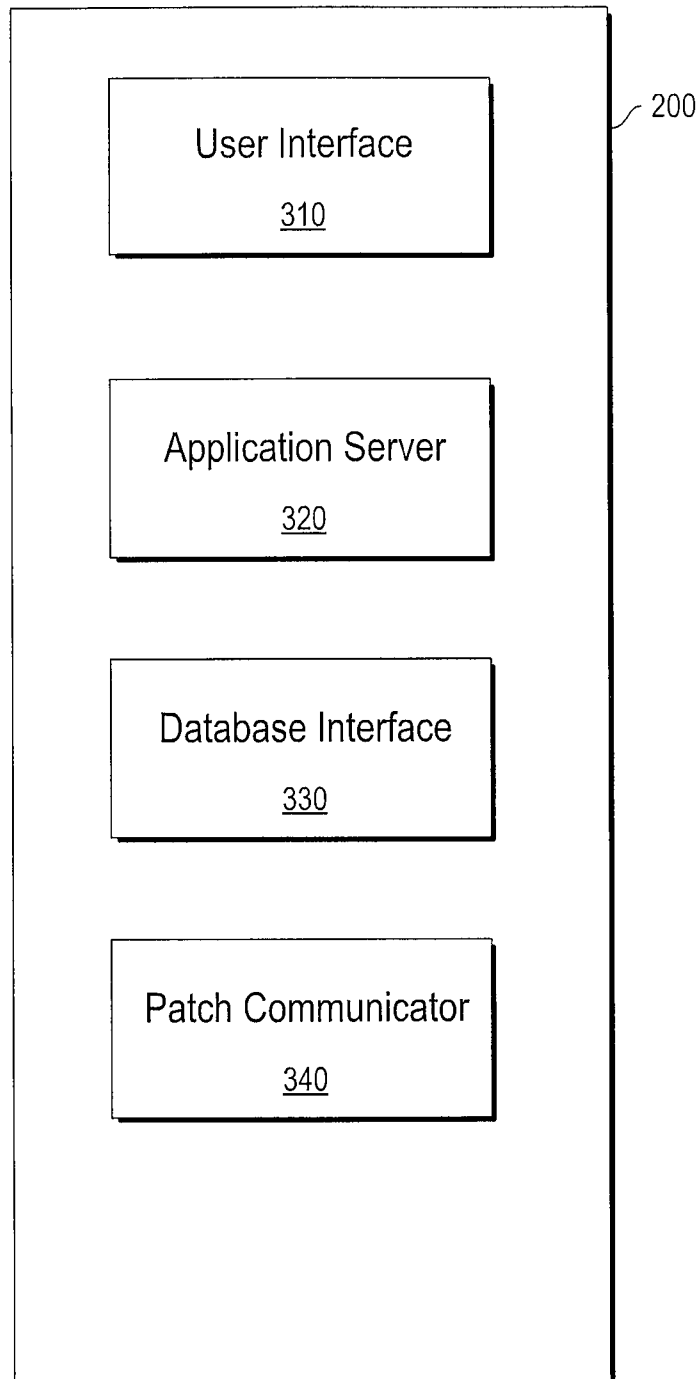 200
User Interface
310
Application Server
320
Database Interface
330
Patch Communicator
340